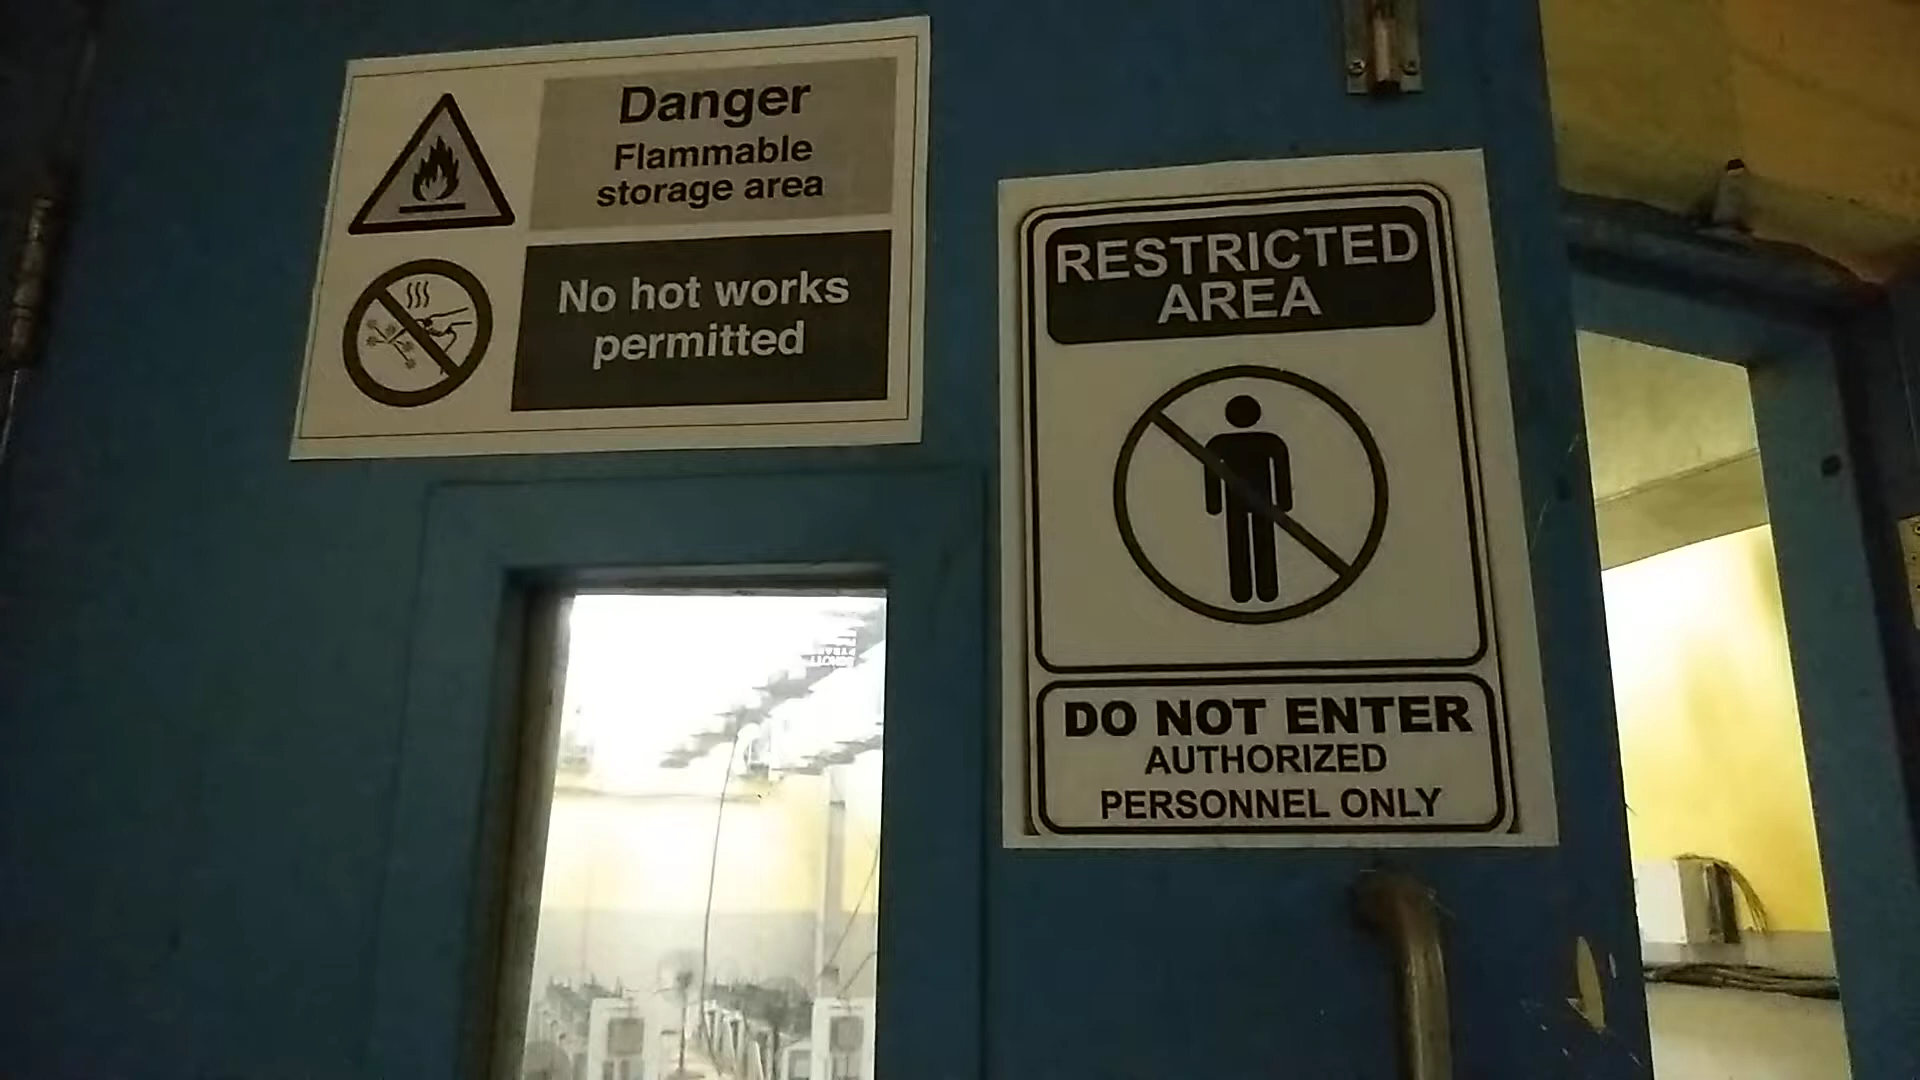 Danger
Flammable
storage area
No hot works
permitted
RESTRICTED
AREA
DO NOT ENTER
AUTHORIZED
PERSONNEL ONLY